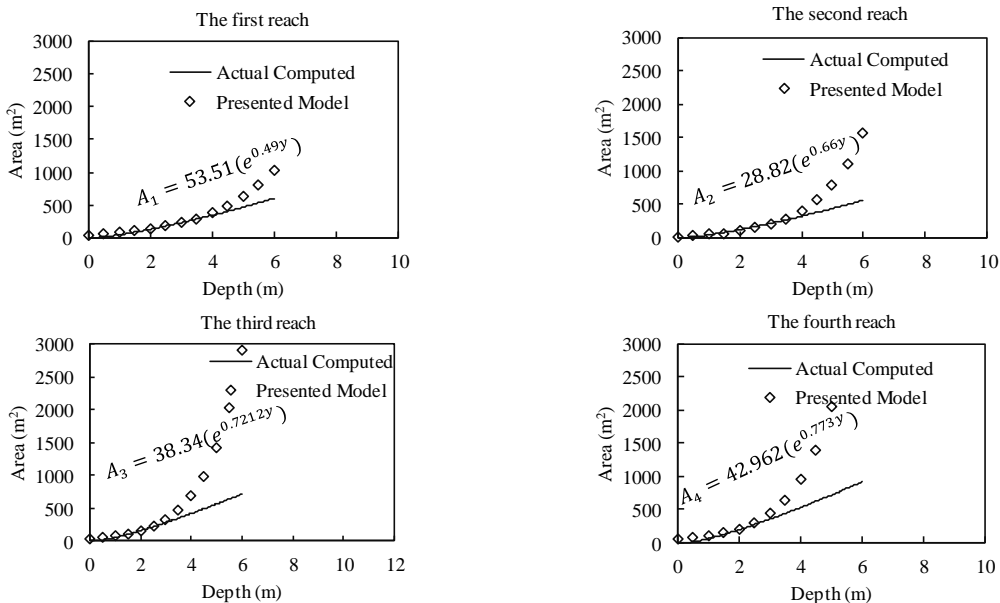 The first reach
3000
2500
2000
1500
1000
500
0
Area (m²)
Actual Computed
Presented Model
A₁ = 53.51(e^0.49y)
0 2 4 6 8 10
Depth (m)
The second reach
3000
2500
2000
1500
1000
500
0
Area (m²)
Actual Computed
Presented Model
A₂ = 28.82(e^0.66y)
0 2 4 6 8 10
Depth (m)
The third reach
3000
2500
2000
1500
1000
500
0
Area (m²)
Actual Computed
Presented Model
A₃ = 38.34(e^0.7212y)
0 2 4 6 8 10 12
Depth (m)
The fourth reach
3000
2500
2000
1500
1000
500
0
Area (m²)
Actual Computed
Presented Model
A₄ = 42.962(e^0.773y)
0 2 4 6 8 10
Depth (m)